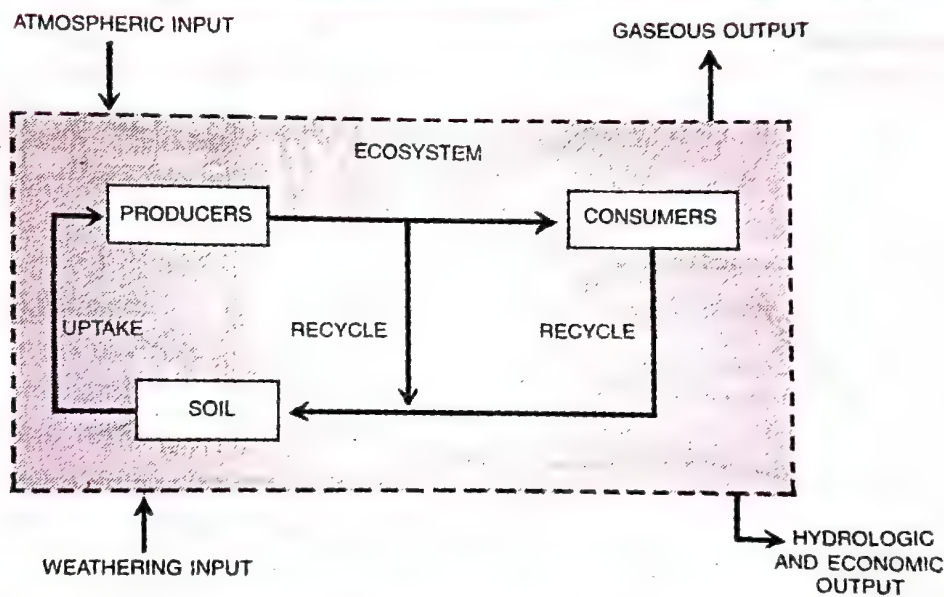 ATMOSPHERIC INPUT
GASEOUS OUTPUT
ECOSYSTEM
PRODUCERS
CONSUMERS
UPTAKE
RECYCLE
RECYCLE
SOIL
WEATHERING INPUT
HYDROLOGIC
AND ECONOMIC
OUTPUT